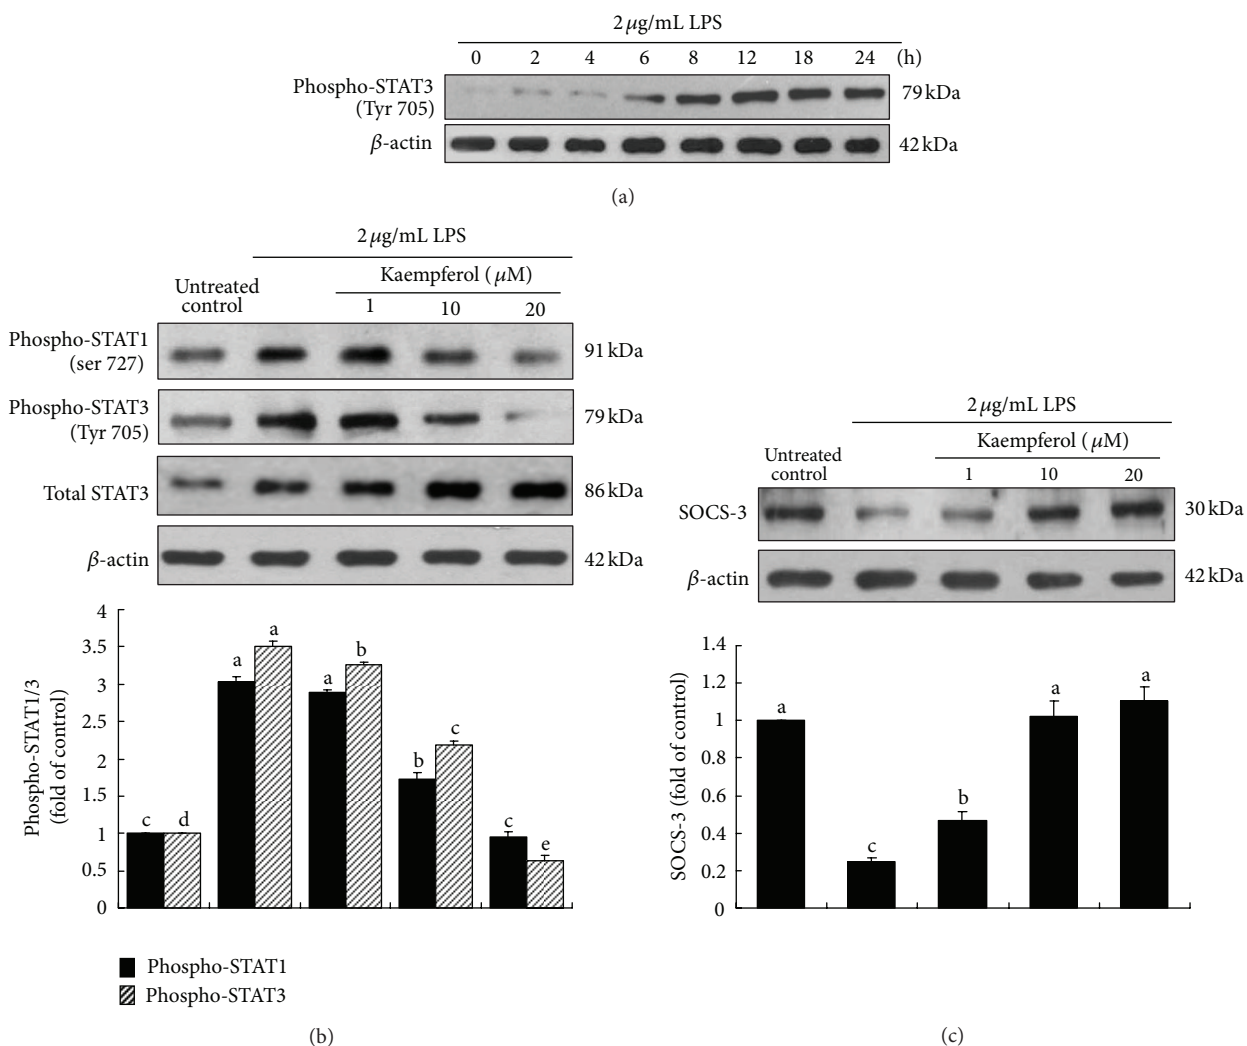 2 μg/mL LPS
0 2 4 6 8 12 18 24 (h)
Phospho-STAT3
(Tyr 705)
79 kDa
β-actin
42 kDa
(a)
2 μg/mL LPS
Kaempferol (μM)
Untreated
control
1 10 20
Phospho-STAT1
(ser 727)
91 kDa
Phospho-STAT3
(Tyr 705)
79 kDa
Total STAT3
86 kDa
β-actin
42 kDa
Phospho-STAT1/3
(fold of control)
4
3.5
3
2.5
2
1.5
1
0.5
0
c d a a a b b c c e
Phospho-STAT1
Phospho-STAT3
(b)
2 μg/mL LPS
Kaempferol (μM)
Untreated
control
1 10 20
SOCS-3
30 kDa
β-actin
42 kDa
SOCS-3 (fold of control)
1.4
1.2
1
0.8
0.6
0.4
0.2
0
a c b a a
(c)